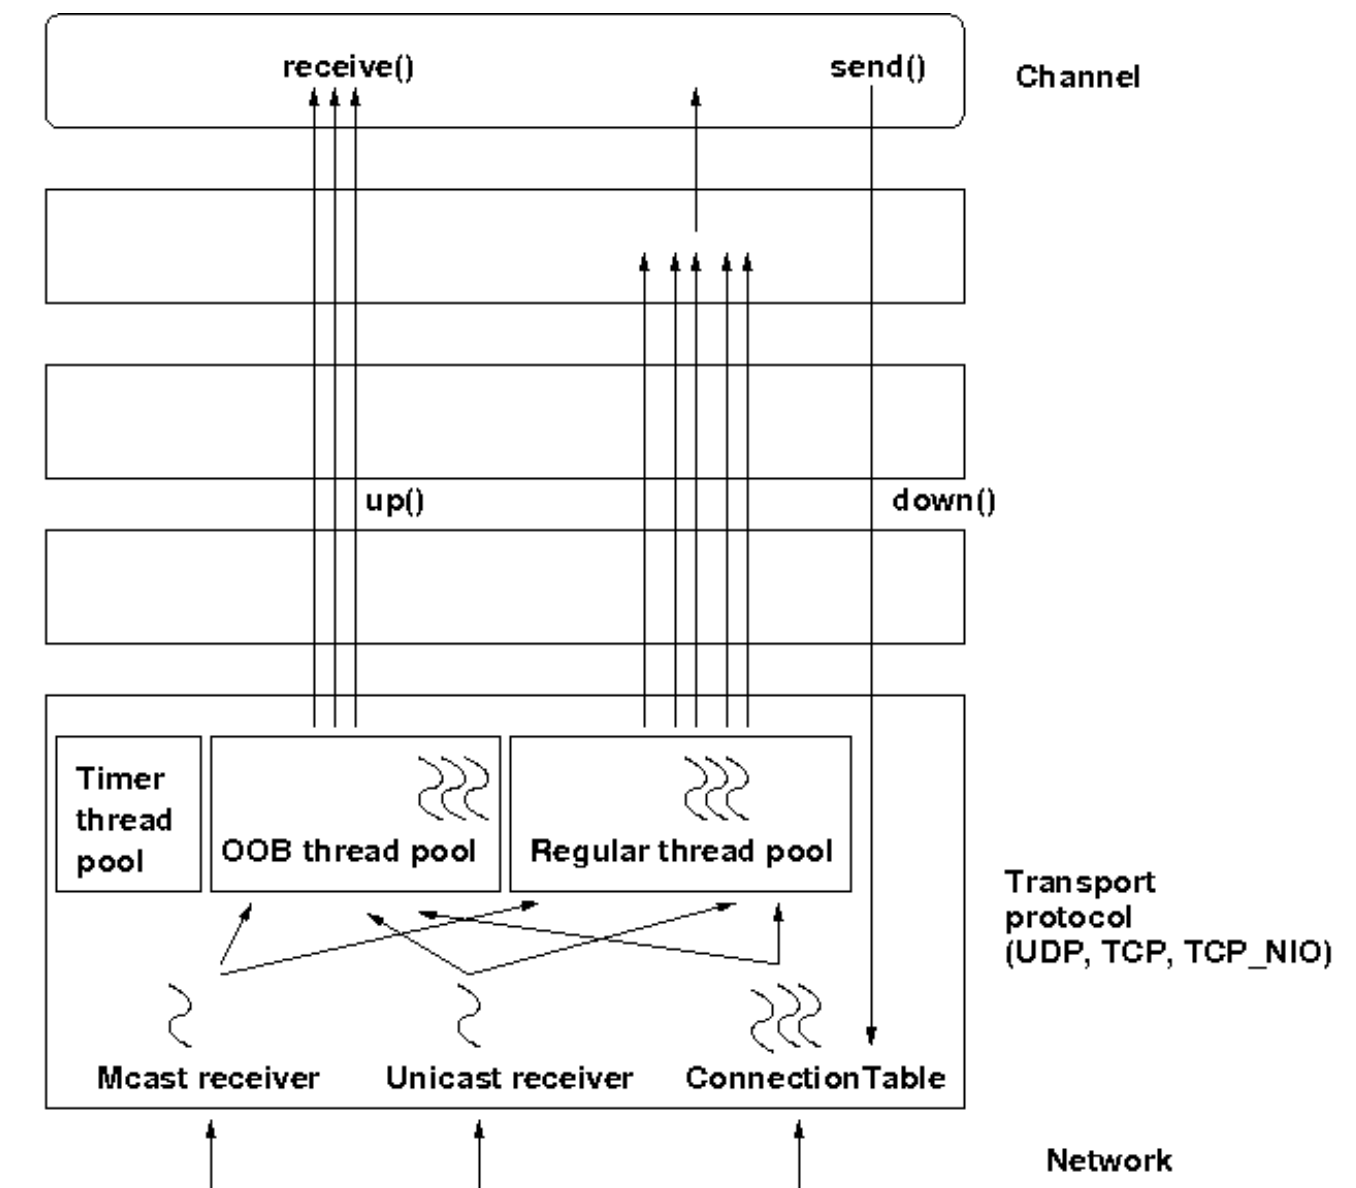 receive()
send()
Channel
up()
down()
Timer
thread
pool
OOB thread pool
Regular thread pool
Transport
protocol
(UDP, TCP, TCP_NIO)
Mcast receiver
Unicast receiver
ConnectionTable
Network